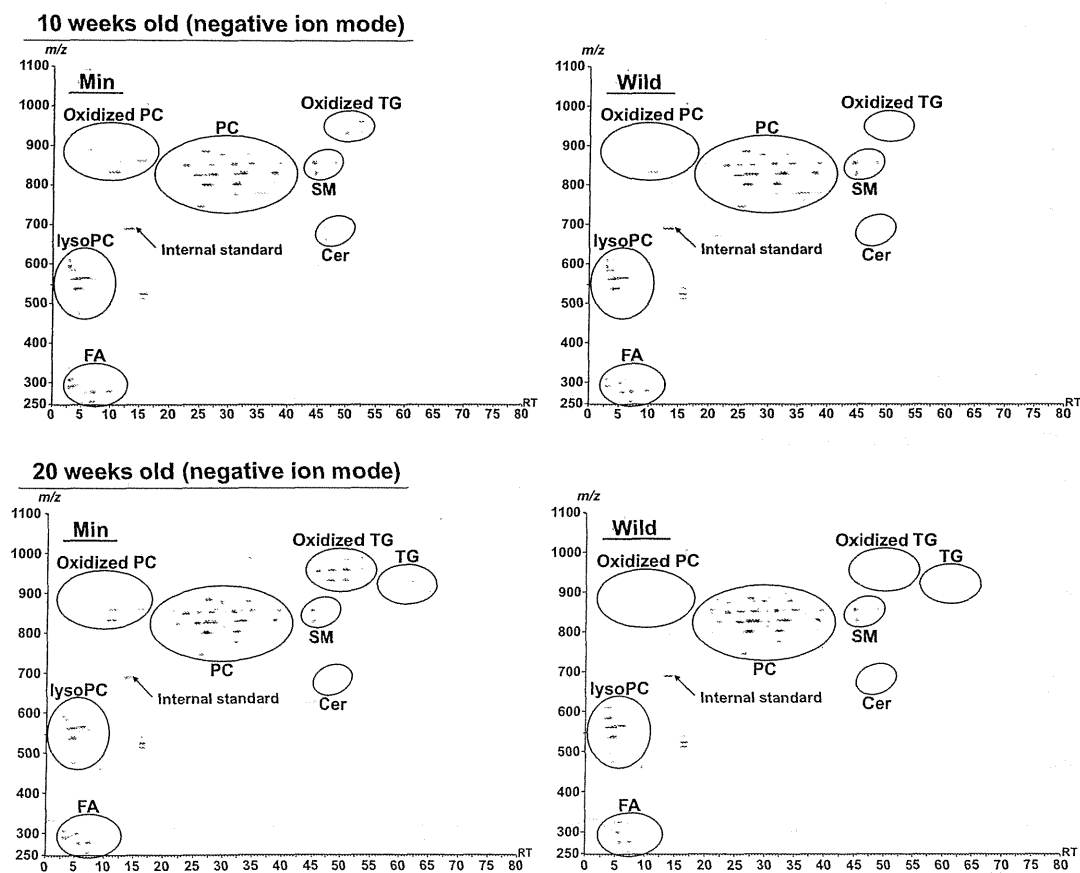 10 weeks old (negative ion mode)
m/z
1100
1000
900
800
700
600
500
400
300
250
Min
Oxidized PC
PC
Oxidized TG
SM
Cer
Internal standard
lysoPC
FA
0 5 10 15 20 25 30 35 40 45 50 55 60 65 70 75 80 RT
m/z
1100
1000
900
800
700
600
500
400
300
250
Wild
Oxidized PC
PC
Oxidized TG
SM
Cer
Internal standard
lysoPC
FA
0 5 10 15 20 25 30 35 40 45 50 55 60 65 70 75 80 RT
20 weeks old (negative ion mode)
m/z
1100
1000
900
800
700
600
500
400
300
250
Min
Oxidized PC
Oxidized TG
TG
SM
PC
Cer
Internal standard
lysoPC
FA
0 5 10 15 20 25 30 35 40 45 50 55 60 65 70 75 80 RT
m/z
1100
1000
900
800
700
600
500
400
300
250
Wild
Oxidized PC
Oxidized TG
TG
SM
PC
Cer
Internal standard
lysoPC
FA
0 5 10 15 20 25 30 35 40 45 50 55 60 65 70 75 80 RT